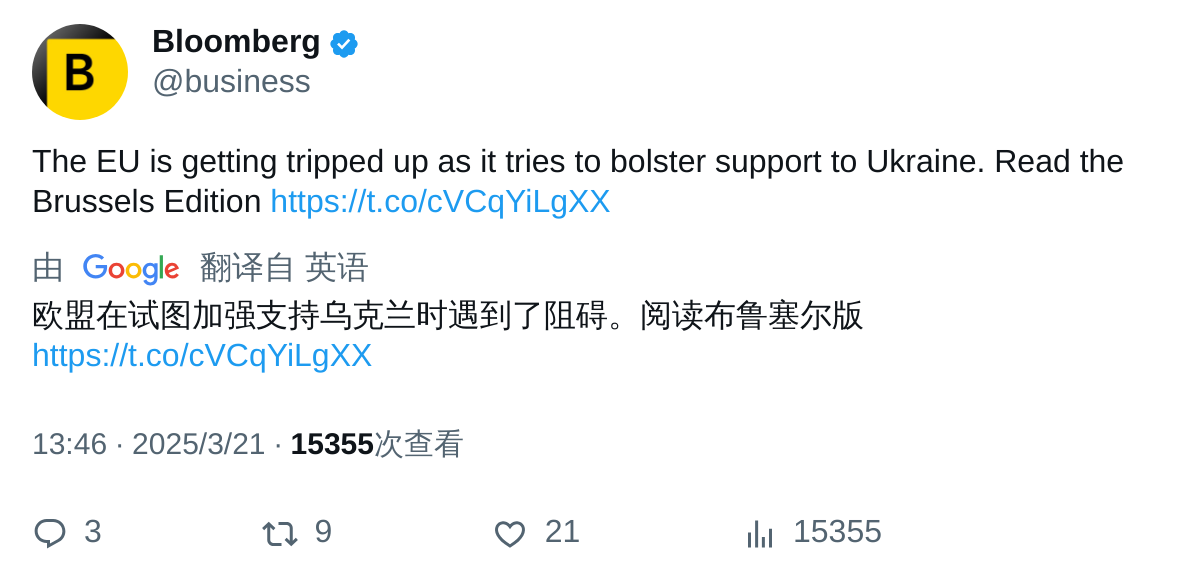 B
Bloomberg
@business
The EU is getting tripped up as it tries to bolster support to Ukraine. Read the
Brussels Edition https://t.co/cVCqYiLgXX
由 Google 翻译自 英语
欧盟在试图加强支持乌克兰时遇到了阻碍。阅读布鲁塞尔版
https://t.co/cVCqYiLgXX
13:46 · 2025/3/21 · 15355次查看
3 9 21 15355